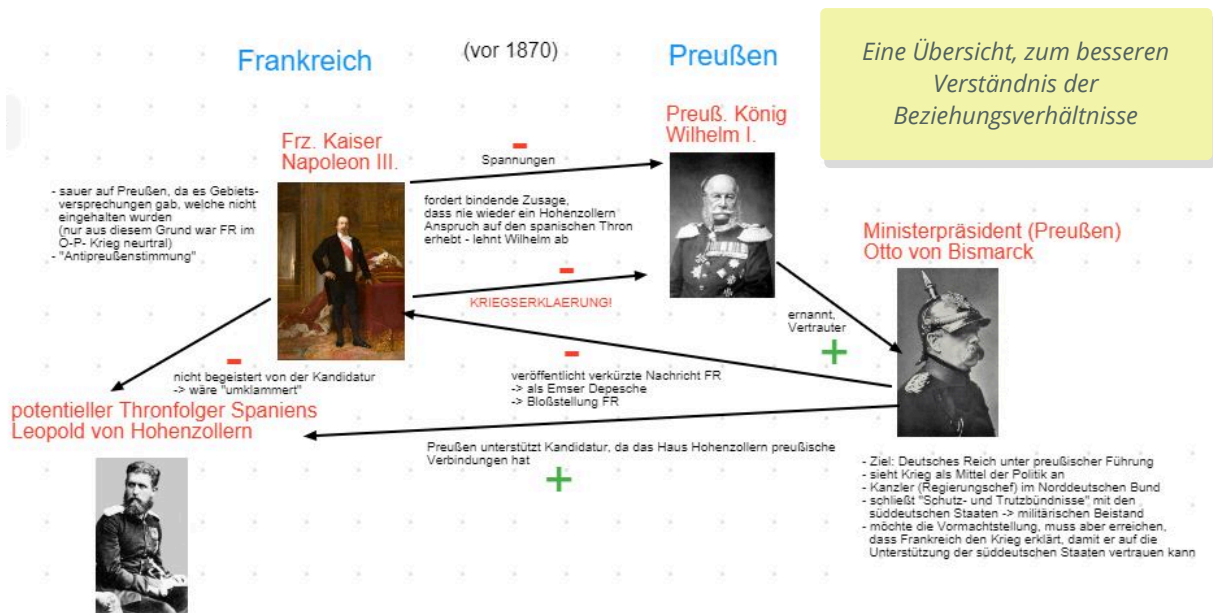 Frankreich
(vor 1870)
Preußen
Eine Übersicht, zum besseren
Verständnis der
Beziehungsverhältnisse
Frz. Kaiser
Napoleon III.
Preuß. König
Wilhelm I.
-
Spannungen
- sauer auf Preußen, da es Gebiets-
versprechungen gab, welche nicht
eingehalten wurden
(nur aus diesem Grund war FR im
Ö-P- Krieg neurtral)
- "Antipreußenstimmung"
fordert bindende Zusage,
dass nie wieder ein Hohenzollern
Anspruch auf den spanischen Thron
erhebt - lehnt Wilhelm ab
Ministerpräsident (Preußen)
Otto von Bismarck
-
KRIEGSERKLAERUNG!
ernannt,
Vertrauter
+
-
nicht begeistert von der Kandidatur
-> wäre "umklammert"
-
veröffentlicht verkürzte Nachricht FR
-> als Emser Depesche
-> Bloßstellung FR
potentieller Thronfolger Spaniens
Leopold von Hohenzollern
Preußen unterstützt Kandidatur, da das Haus Hohenzollern preußische
Verbindungen hat
+
- Ziel: Deutsches Reich unter preußischer Führung
- sieht Krieg als Mittel der Politik an
- Kanzler (Regierungschef) im Norddeutschen Bund
- schließt "Schutz- und Trutzbündnisse" mit den
süddeutschen Staaten -> militärischen Beistand
- möchte die Vormachtstellung, muss aber erreichen,
dass Frankreich den Krieg erklärt, damit er auf die
Unterstützung der süddeutschen Staaten vertrauen kann